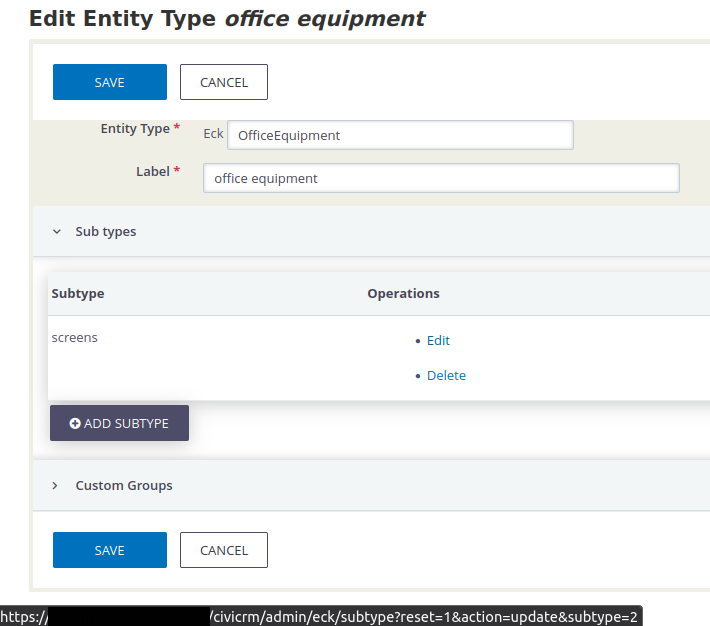 Edit Entity Type office equipment
SAVE CANCEL
Entity Type * Eck OfficeEquipment
Label * office equipment
Sub types
Subtype Operations
screens • Edit
• Delete
ADD SUBTYPE
Custom Groups
SAVE CANCEL
https:// /civicrm/admin/eck/subtype?reset=1&action=update&subtype=2